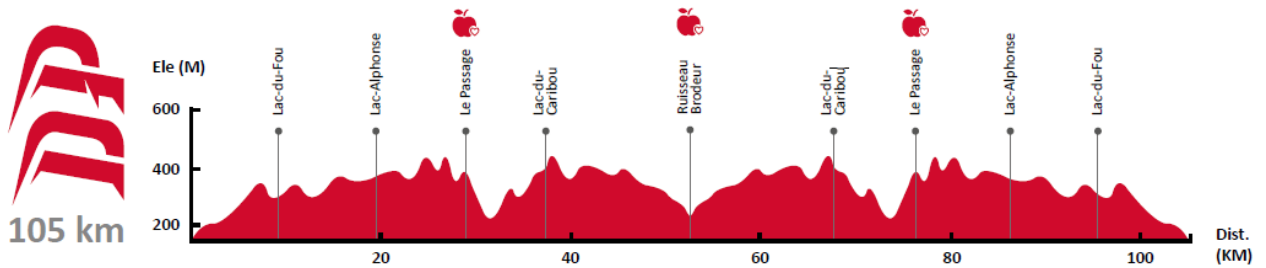 105 km
Ele (M)
600
400
200
Lac-du-Fou
Lac-Alphonse
Le Passage
Lac-du-
Caribou
Ruisseau
Brodeur
Lac-du-
Caribou
Le Passage
Lac-Alphonse
Lac-du-Fou
20
40
60
80
100
Dist.
(KM)